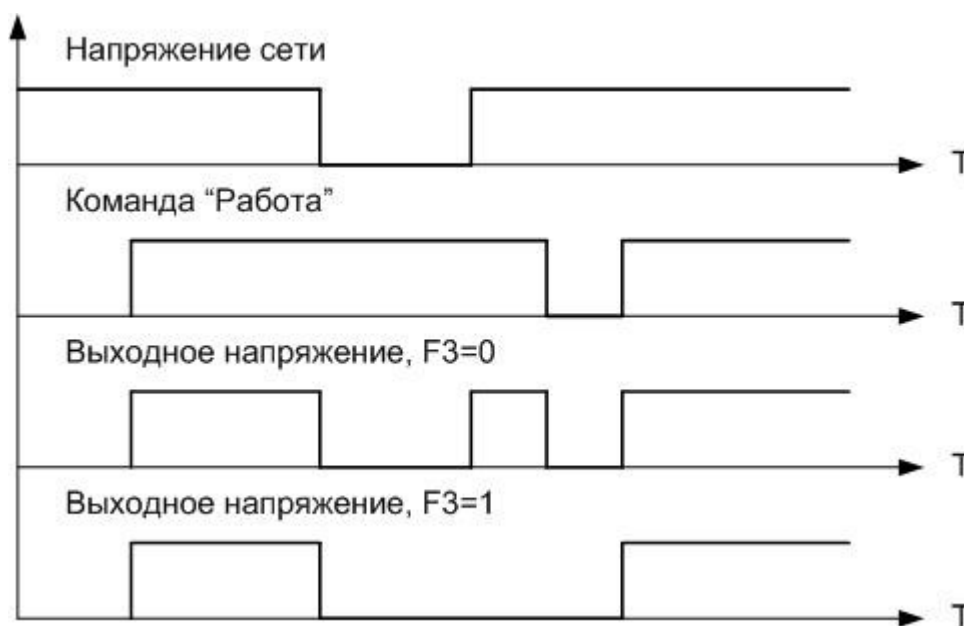 Напряжение сети
T
Команда “Работа”
T
Выходное напряжение, F3=0
T
Выходное напряжение, F3=1
T